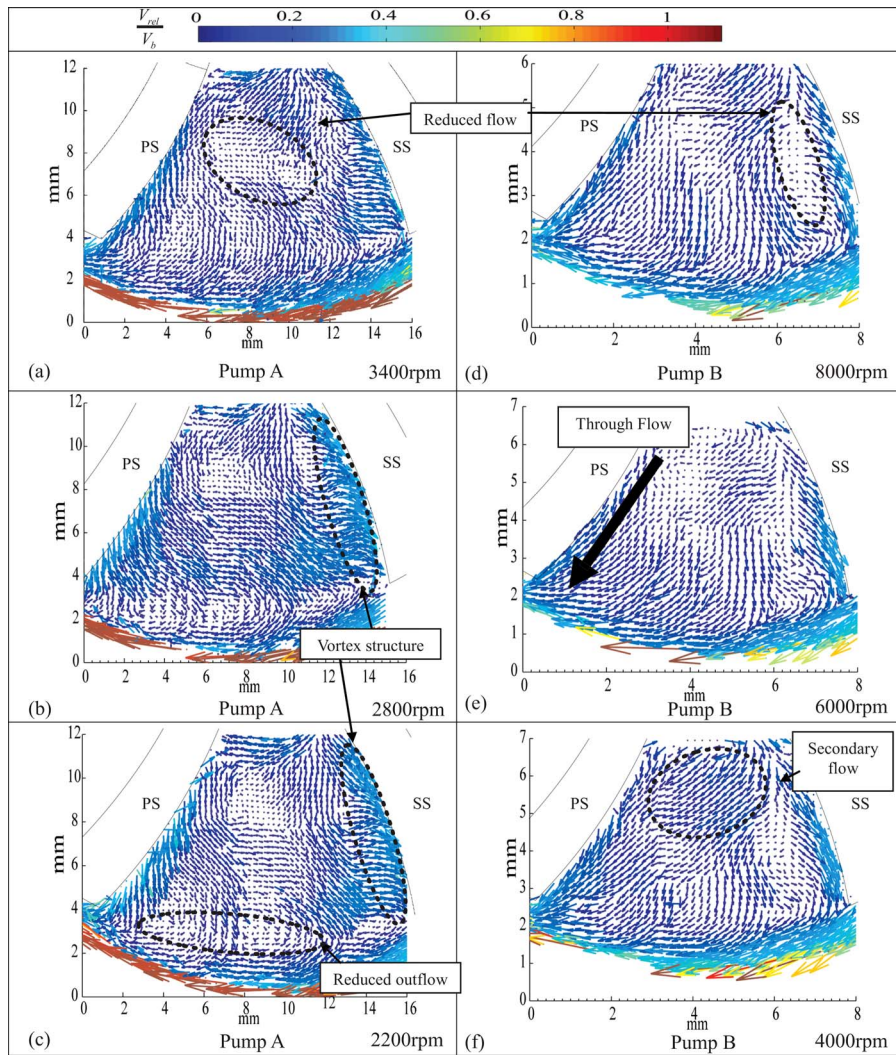 V_rel / V_b 0 0.2 0.4 0.6 0.8 1
12
10
8
6
4
2
0
mm
PS
SS
Reduced flow
0 2 4 6 8 10 12 14 16
mm
(a) Pump A 3400rpm
6
5
4
3
2
1
0
mm
PS
SS
0 2 4 6 8
mm
(d) Pump B 8000rpm
12
10
8
6
4
2
0
mm
PS
SS
Vortex structure
0 2 4 6 8 10 12 14 16
mm
(b) Pump A 2800rpm
7
6
5
4
3
2
1
0
mm
Through Flow
PS
SS
0 2 4 6 8
mm
(e) Pump B 6000rpm
12
10
8
6
4
2
0
mm
PS
SS
Reduced outflow
0 2 4 6 8 10 12 14 16
mm
(c) Pump A 2200rpm
7
6
5
4
3
2
1
0
mm
Secondary
flow
PS
SS
0 2 4 6 8
mm
(f) Pump B 4000rpm